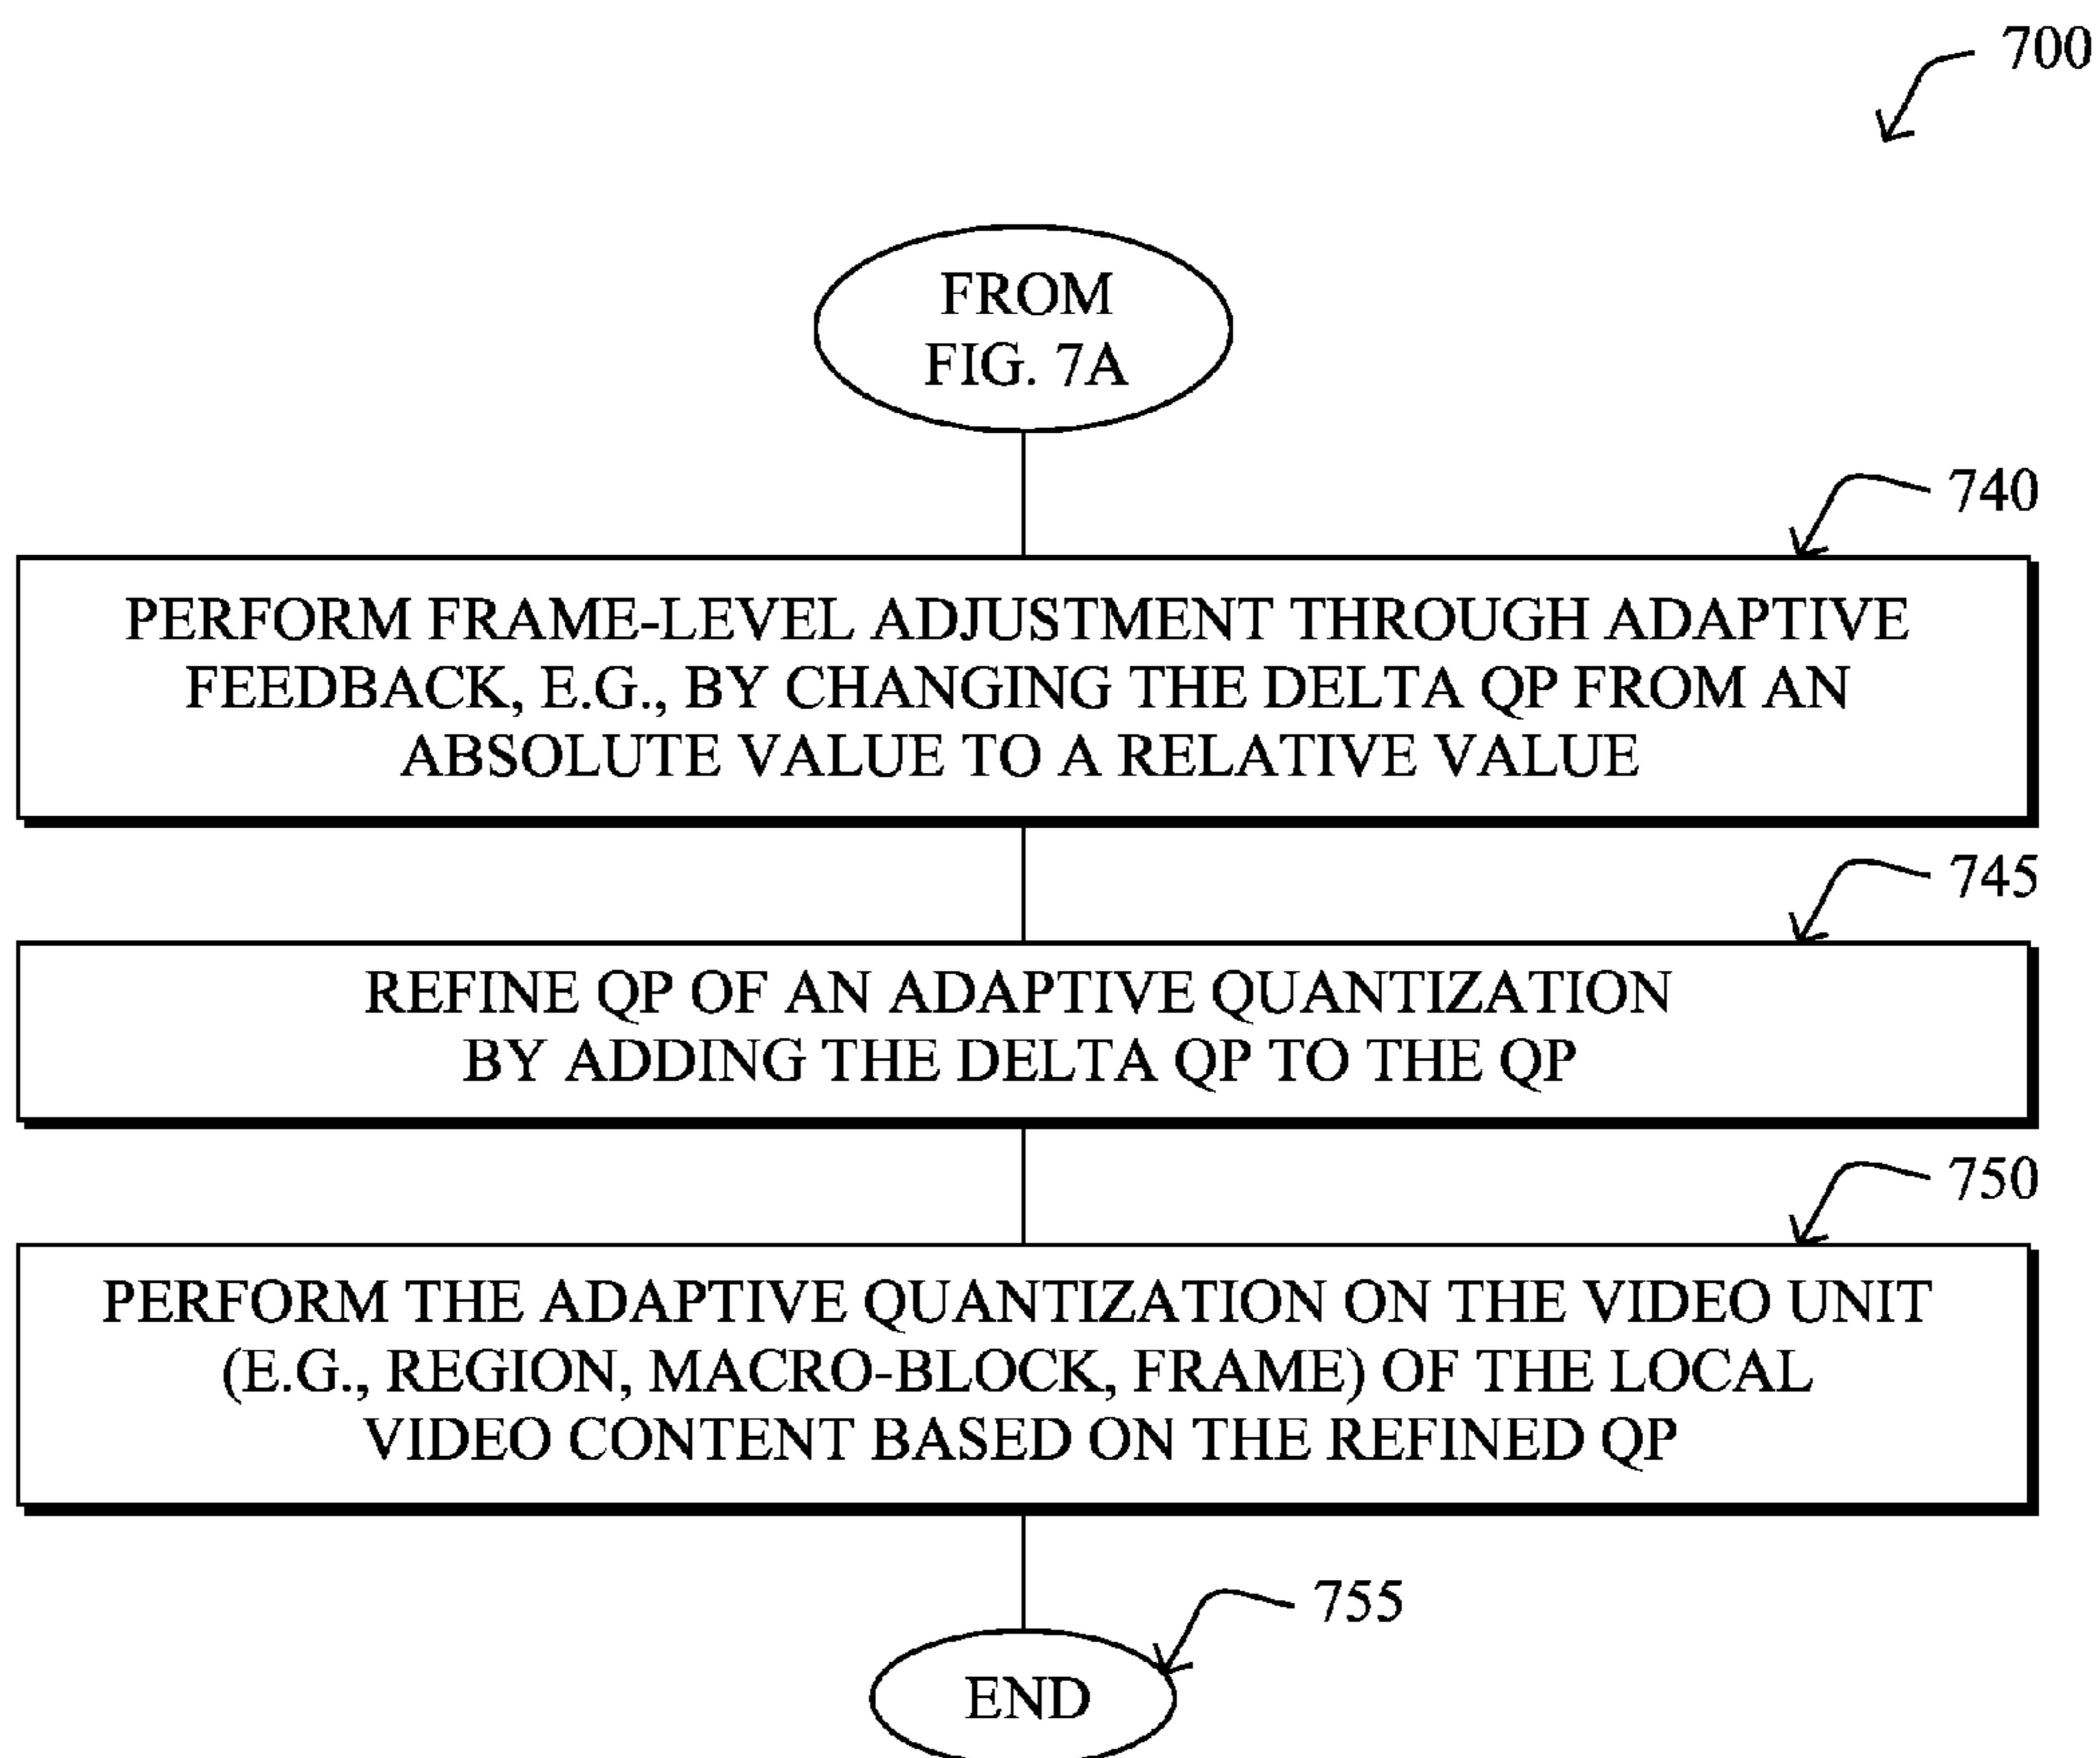 700
FROM
FIG. 7A
740
PERFORM FRAME-LEVEL ADJUSTMENT THROUGH ADAPTIVE
FEEDBACK, E.G., BY CHANGING THE DELTA QP FROM AN
ABSOLUTE VALUE TO A RELATIVE VALUE
745
REFINE QP OF AN ADAPTIVE QUANTIZATION
BY ADDING THE DELTA QP TO THE QP
750
PERFORM THE ADAPTIVE QUANTIZATION ON THE VIDEO UNIT
(E.G., REGION, MACRO-BLOCK, FRAME) OF THE LOCAL
VIDEO CONTENT BASED ON THE REFINED QP
755
END